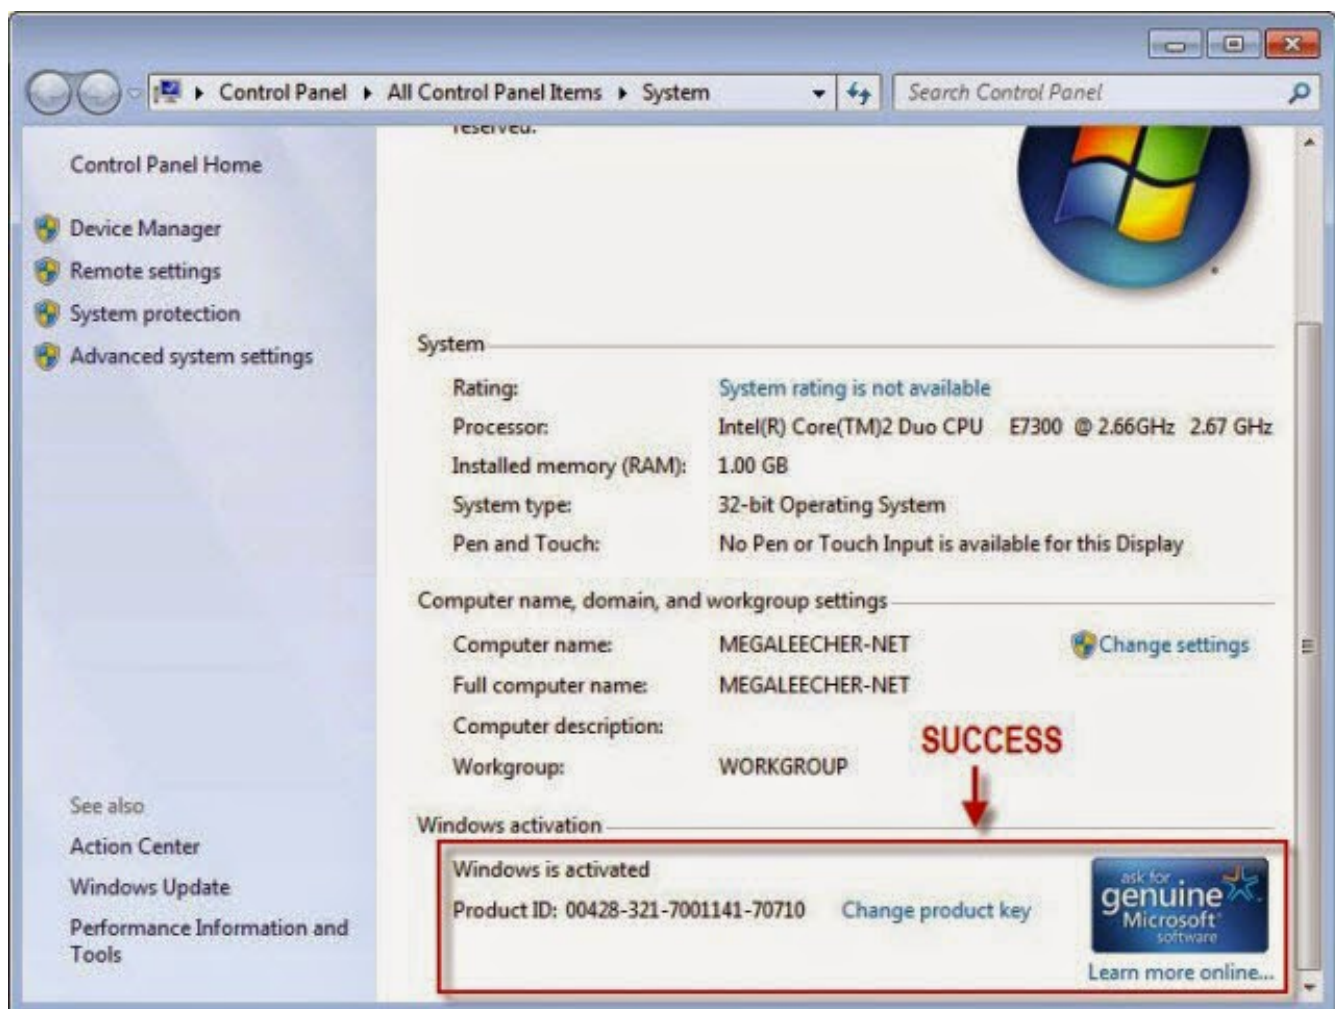 Control Panel All Control Panel Items System Search Control Panel
reserved.
Control Panel Home
Device Manager
Remote settings
System protection
Advanced system settings
See also
Action Center
Windows Update
Performance Information and
Tools
System
Rating: System rating is not available
Processor: Intel(R) Core(TM)2 Duo CPU E7300 @ 2.66GHz 2.67 GHz
Installed memory (RAM): 1.00 GB
System type: 32-bit Operating System
Pen and Touch: No Pen or Touch Input is available for this Display
Computer name, domain, and workgroup settings
Computer name: MEGALEECHER-NET Change settings
Full computer name: MEGALEECHER-NET
Computer description:
Workgroup: WORKGROUP
SUCCESS
Windows activation
Windows is activated
Product ID: 00428-321-7001141-70710 Change product key
ask for
genuine
Microsoft
software
Learn more online...